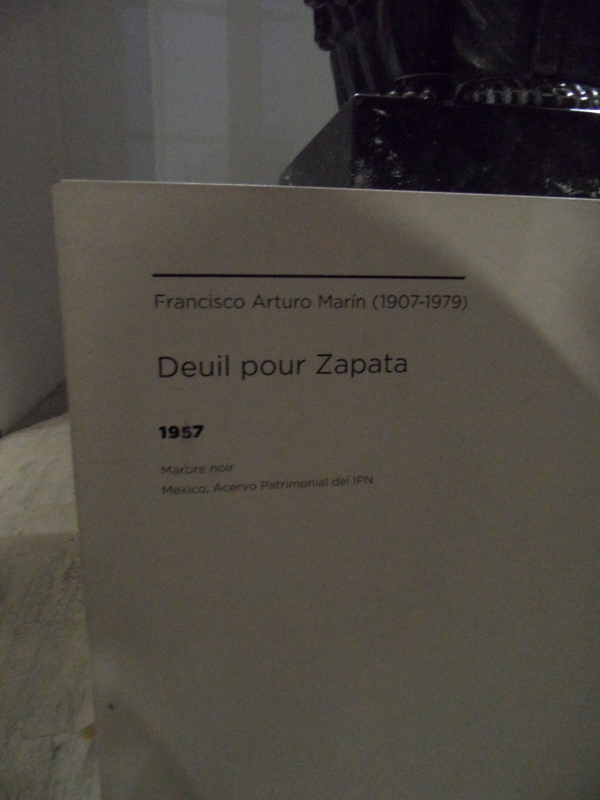 Francisco Arturo Marín (1907-1979)
Deuil pour Zapata
1957
Marbre noir
Mexico, Acervo Patrimonial del IPN